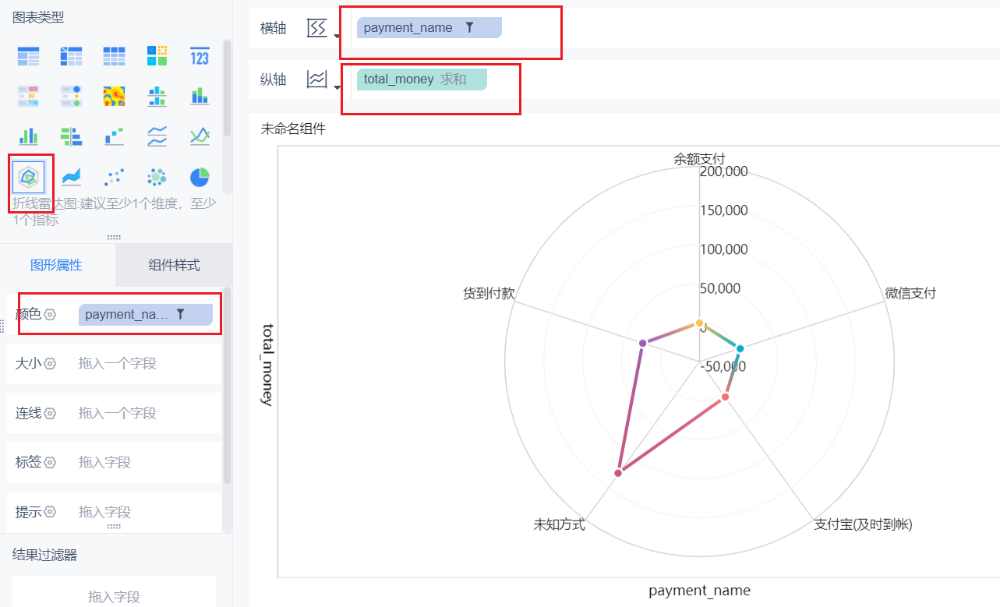 图表类型
123
123
80
778
折线雷达图:建议至少1个维度，至少
1个指标
图形属性
组件样式
颜色
payment_na...
大小
拖入一个字段
连线
拖入一个字段
标签
拖入字段
提示
拖入字段
结果过滤器
拖入字段
横轴
payment_name
纵轴
total_money 求和
未命名组件
余额支付
200,000
150,000
100,000
50,000
0
-50,000
微信支付
支付宝(及时到帐)
未知方式
货到付款
total_money
payment_name